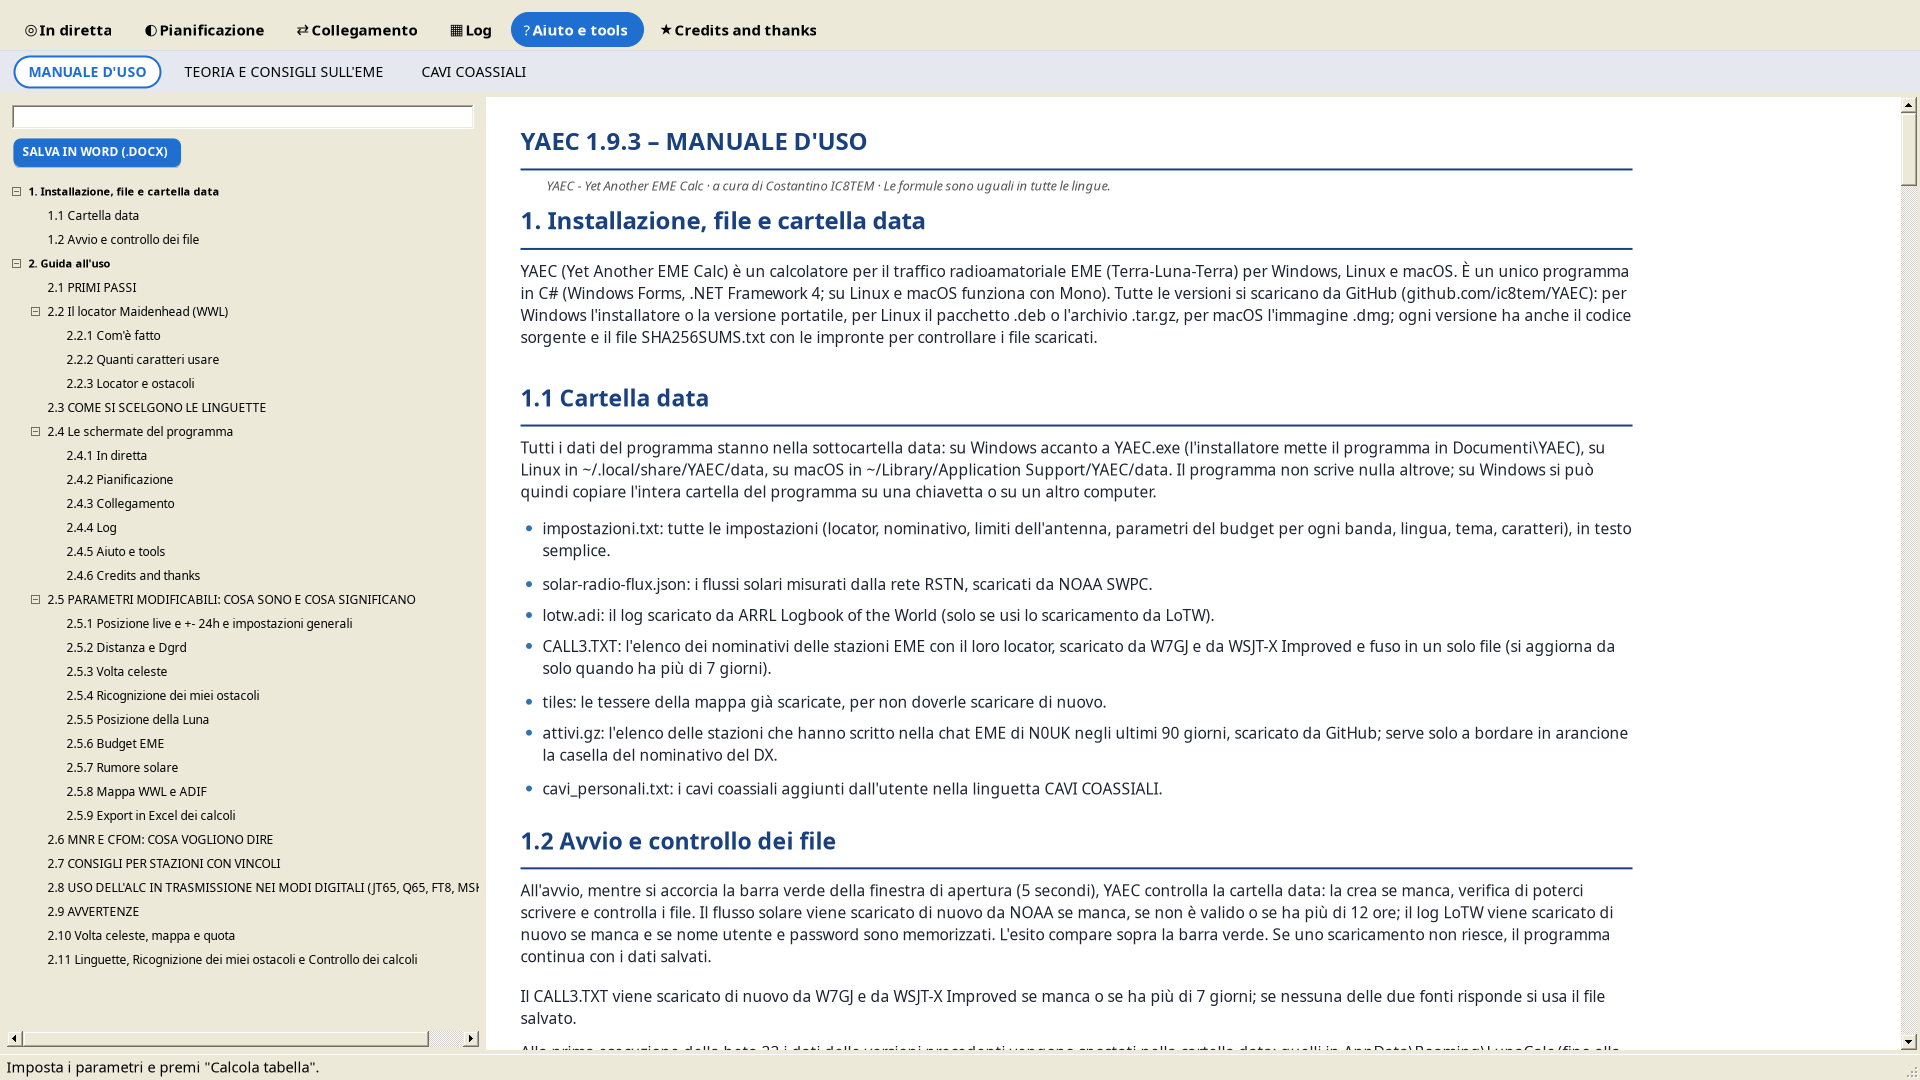 In diretta
Pianificazione
Collegamento
Log
? Aiuto e tools
Credits and thanks
MANUALE D'USO
TEORIA E CONSIGLI SULL'EME
CAVI COASSIALI
SALVA IN WORD (.DOCX)
1. Installazione, file e cartella data
1.1 Cartella data
1.2 Avvio e controllo dei file
2. Guida all'uso
2.1 PRIMI PASSI
2.2 Il locator Maidenhead (WWL)
2.2.1 Com'è fatto
2.2.2 Quanti caratteri usare
2.2.3 Locator e ostacoli
2.3 COME SI SCELGONO LE LINGUETTE
2.4 Le schermate del programma
2.4.1 In diretta
2.4.2 Pianificazione
2.4.3 Collegamento
2.4.4 Log
2.4.5 Aiuto e tools
2.4.6 Credits and thanks
2.5 PARAMETRI MODIFICABILI: COSA SONO E COSA SIGNIFICANO
2.5.1 Posizione live e +- 24h e impostazioni generali
2.5.2 Distanza e Dgrd
2.5.3 Volta celeste
2.5.4 Ricognizione dei miei ostacoli
2.5.5 Posizione della Luna
2.5.6 Budget EME
2.5.7 Rumore solare
2.5.8 Mappa WWL e ADIF
2.5.9 Export in Excel dei calcoli
2.6 MNR E CFOM: COSA VOGLIONO DIRE
2.7 CONSIGLI PER STAZIONI CON VINCOLI
2.8 USO DELL'ALC IN TRASMISSIONE NEI MODI DIGITALI (JT65, Q65, FT8,
2.9 AVVERTENZE
2.10 Volta celeste, mappa e quota
2.11 Linguette, Ricognizione dei miei ostacoli e Controllo dei calcoli
YAEC 1.9.3 – MANUALE D'USO
YAEC - Yet Another EME Calc · a cura di Costantino IC8TEM · Le formule sono uguali in tutte le lingue.
1. Installazione, file e cartella data
YAEC (Yet Another EME Calc) è un calcolatore per il traffico radioamatoriale EME (Terra-Luna-Terra) per Windows, Linux e macOS. È un unico programma
in C# (Windows Forms, .NET Framework 4; su Linux e macOS funziona con Mono). Tutte le versioni si scaricano da GitHub (github.com/ic8tem/YAEC): per
Windows l'installatore o la versione portatile, per Linux il pacchetto .deb o l'archivio .tar.gz, per macOS l'immagine .dmg; ogni versione ha anche il codice
sorgente e il file SHA256SUMS.txt con le impronte per controllare i file scaricati.
1.1 Cartella data
Tutti i dati del programma stanno nella sottocartella data: su Windows accanto a YAEC.exe (l'installatore mette il programma in Documenti\YAEC), su
Linux in ~/.local/share/YAEC/data, su macOS in ~/Library/Application Support/YAEC/data. Il programma non scrive nulla altrove; su Windows si può
quindi copiare l'intera cartella del programma su una chiavetta o su un altro computer.
• impostazioni.txt: tutte le impostazioni (locator, nominativo, limiti dell'antenna, parametri del budget per ogni banda, lingua, tema, caratteri), in testo
semplice.
• solar-radio-flux.json: i flussi solari misurati dalla rete RSTN, scaricati da NOAA SWPC.
• lotw.adi: il log scaricato da ARRL Logbook of the World (solo se usi lo scaricamento da LoTW).
• CALL3.TXT: l'elenco dei nominativi delle stazioni EME con il loro locator, scaricato da W7GJ e da WSJT-X Improved e fuso in un solo file (si aggiorna da
solo quando ha più di 7 giorni).
• tiles: le tessere della mappa già scaricate, per non doverle scaricare di nuovo.
• attivi.gz: l'elenco delle stazioni che hanno scritto nella chat EME di N0UK negli ultimi 90 giorni, scaricato da GitHub; serve solo a bordare in arancione
la casella del nominativo del DX.
• cavi_personali.txt: i cavi coassiali aggiunti dall'utente nella linguetta CAVI COASSIALI.
1.2 Avvio e controllo dei file
All'avvio, mentre si accorcia la barra verde della finestra di apertura (5 secondi), YAEC controlla la cartella data: la crea se manca, verifica di poterci
scrivere e controlla i file. Il flusso solare viene scaricato di nuovo da NOAA se manca, se non è valido o se ha più di 12 ore; il log LoTW viene scaricato di
nuovo se manca e se nome utente e password sono memorizzati. L'esito compare sopra la barra verde. Se uno scaricamento non riesce, il programma
continua con i dati salvati.
Il CALL3.TXT viene scaricato di nuovo da W7GJ e da WSJT-X Improved se manca o se ha più di 7 giorni; se nessuna delle due fonti risponde si usa il file
salvato.
Imposta i parametri e premi "Calcola tabella".